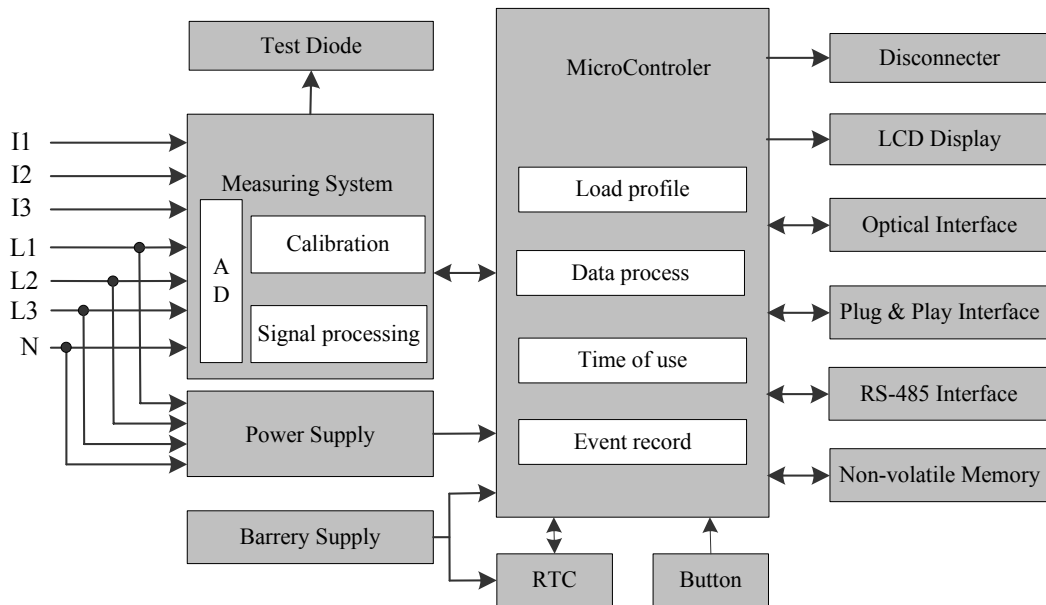 Test Diode
I1
I2
I3
L1
L2
L3
N
Measuring System
A
D
Calibration
Signal processing
Power Supply
Barrery Supply
MicroControler
Load profile
Data process
Time of use
Event record
RTC
Button
Disconnecter
LCD Display
Optical Interface
Plug & Play Interface
RS-485 Interface
Non-volatile Memory